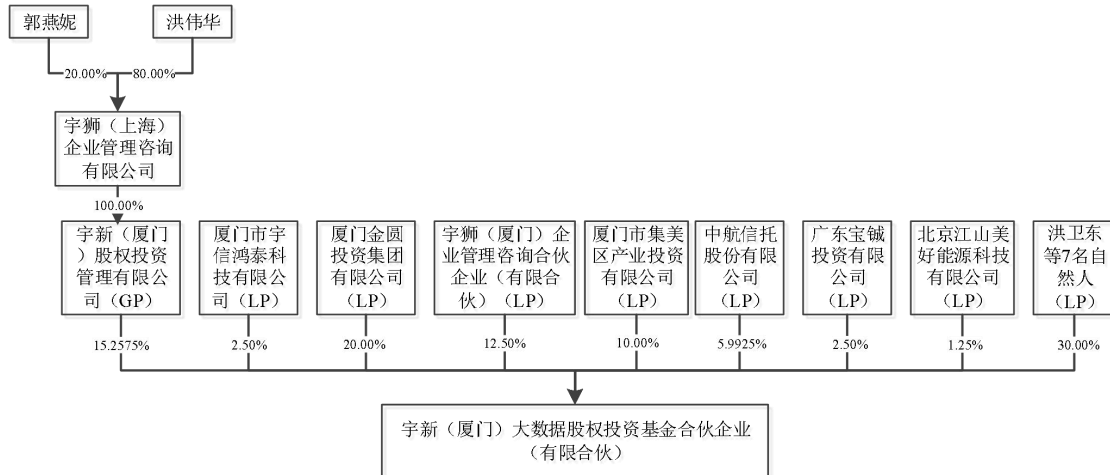 郭燕妮
洪伟华
20.00%
80.00%
宇狮（上海）
企业管理咨询
有限公司
100.00%
宇新（厦门
）股权投资
管理有限公
司（GP）
厦门市宇
信鸿泰科
技有限公
司（LP）
厦门金圆
投资集团
有限公司
（LP）
宇狮（厦门）企
业管理咨询合伙
企业（有限合
伙）（LP）
厦门市集美
区产业投资
有限公司
（LP）
中航信托
股份有限
公司
（LP）
广东宝铖
投资有限
公司
（LP）
北京江山美
好能源科技
有限公司
（LP）
洪卫东
等7名自
然人
（LP）
15.2575%
2.50%
20.00%
12.50%
10.00%
5.9925%
2.50%
1.25%
30.00%
宇新（厦门）大数据股权投资基金合伙企业
（有限合伙）